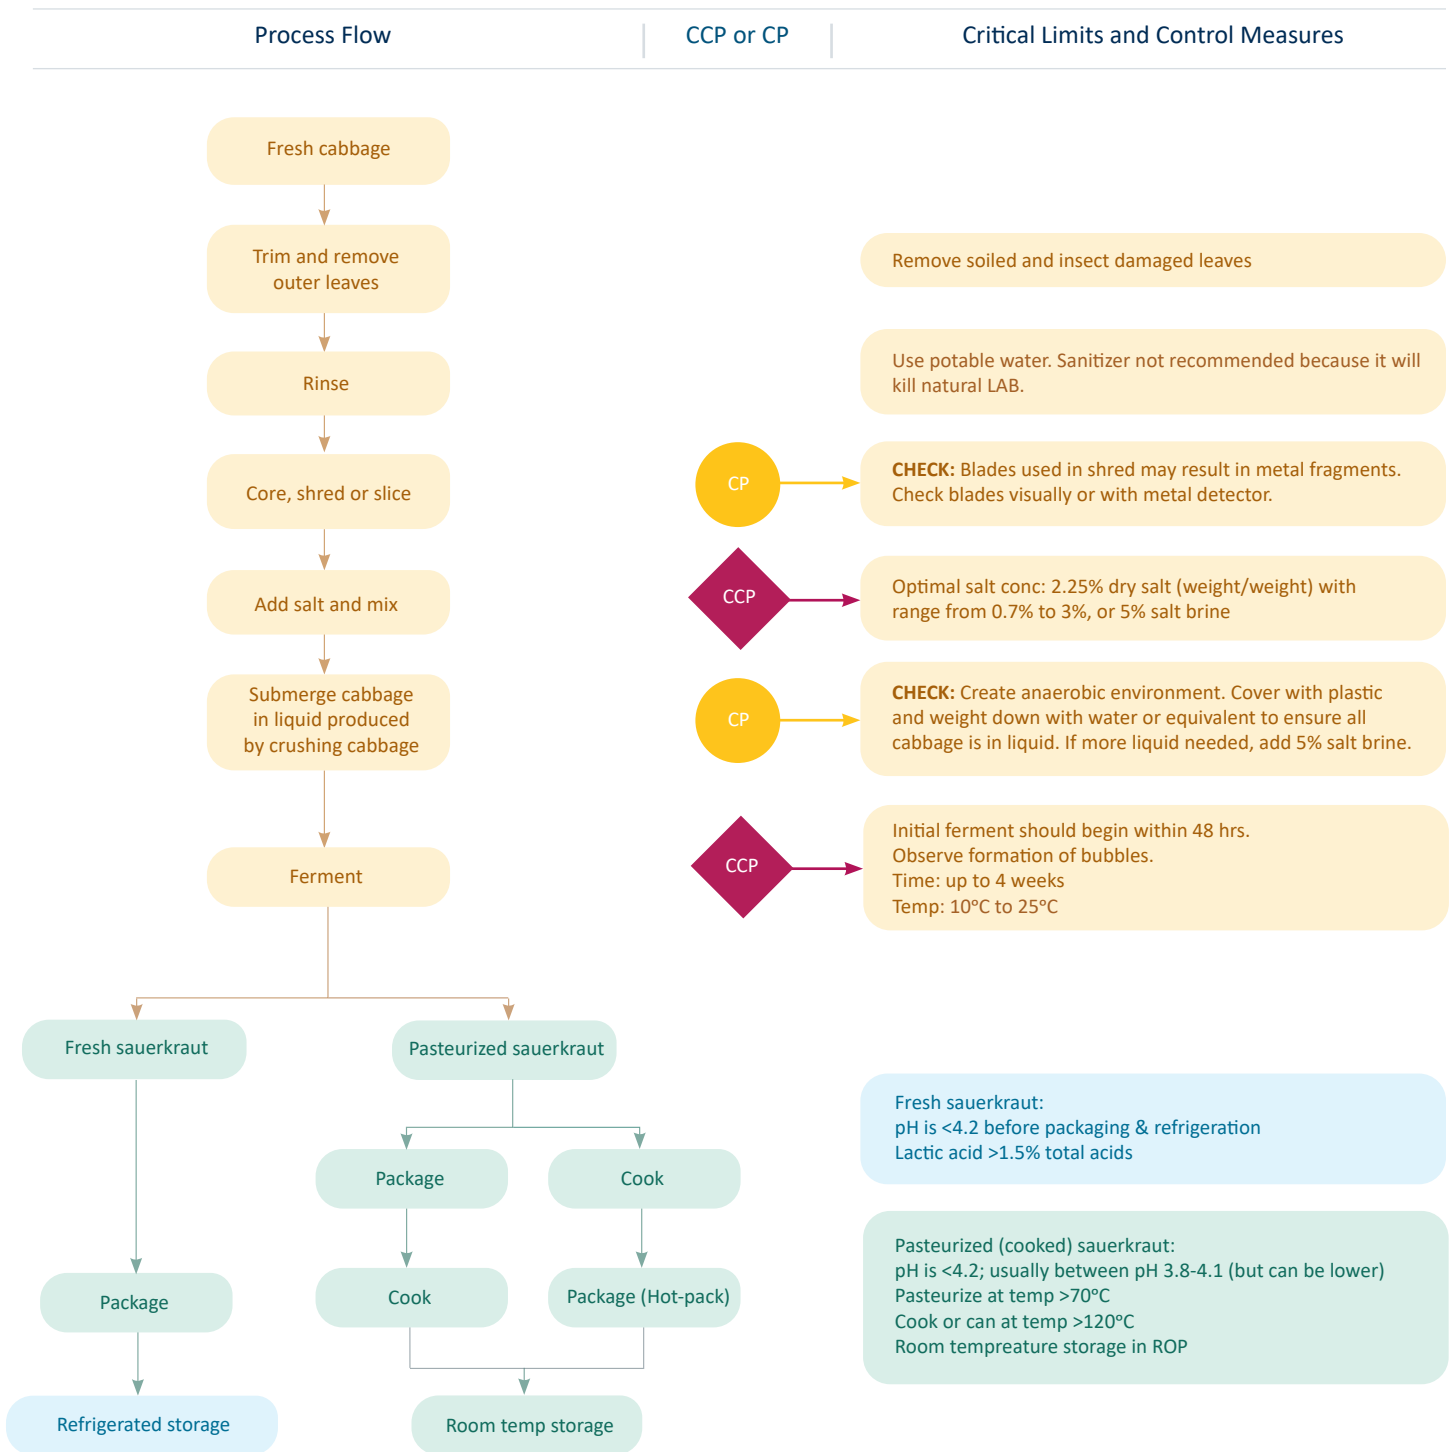 Process Flow
CCP or CP
Critical Limits and Control Measures
Fresh cabbage
Trim and remove
outer leaves
Remove soiled and insect damaged leaves
Rinse
Use potable water. Sanitizer not recommended because it will
kill natural LAB.
Core, shred or slice
CP
CHECK: Blades used in shred may result in metal fragments.
Check blades visually or with metal detector.
Add salt and mix
CCP
Optimal salt conc: 2.25% dry salt (weight/weight) with
range from 0.7% to 3%, or 5% salt brine
Submerge cabbage
in liquid produced
by crushing cabbage
CP
CHECK: Create anaerobic environment. Cover with plastic
and weight down with water or equivalent to ensure all
cabbage is in liquid. If more liquid needed, add 5% salt brine.
Ferment
CCP
Initial ferment should begin within 48 hrs.
Observe formation of bubbles.
Time: up to 4 weeks
Temp: 10°C to 25°C
Fresh sauerkraut
Pasteurized sauerkraut
Fresh sauerkraut:
pH is <4.2 before packaging & refrigeration
Lactic acid >1.5% total acids
Package
Cook
Package
Cook
Package (Hot-pack)
Pasteurized (cooked) sauerkraut:
pH is <4.2; usually between pH 3.8-4.1 (but can be lower)
Pasteurize at temp >70°C
Cook or can at temp >120°C
Room tempreature storage in ROP
Refrigerated storage
Room temp storage